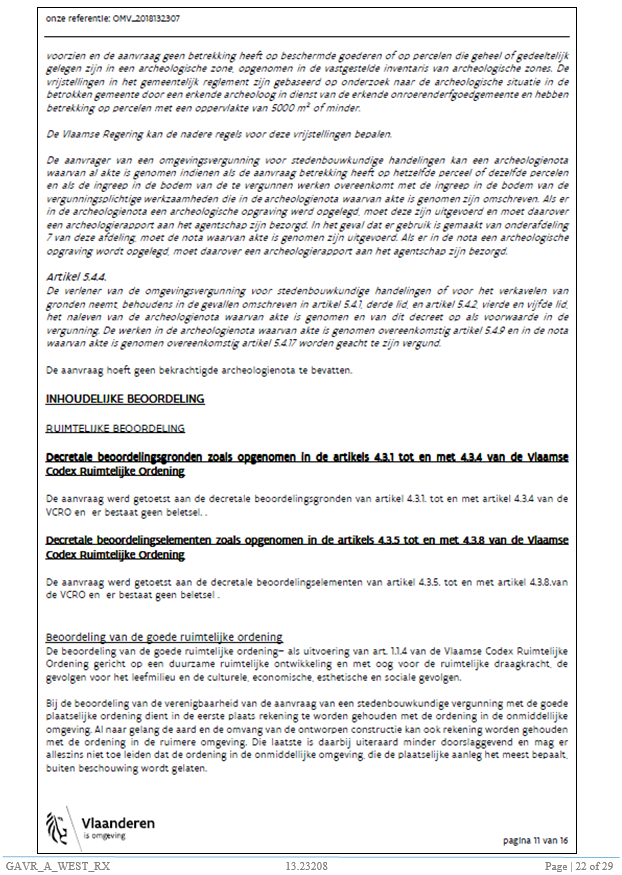 onze referentie: OMV_2018132307
voorzien en de aanvraag geen betrekking heeft op beschermde goederen of op percelen die geheel of gedeeltelijk
gelegen zijn in een archeologische zone, opgenomen in de vastgestelde inventaris van archeologische zones. De
vrijstellingen in het gemeentelijk reglement zijn gebaseerd op onderzoek naar de archeologische situatie in de
betrokken gemeente door een erkende archeoloog in dienst van de erkende onroerenderfgoedgemeente en hebben
betrekking op percelen met een oppervlakte van 5000 m² of minder.
De Vlaamse Regering kan de nadere regels voor deze vrijstellingen bepalen.
De aanvrager van een omgevingsvergunning voor stedenbouwkundige handelingen kan een archeologienota
waarvan al akte is genomen indienen als de aanvraag betrekking heeft op hetzelfde perceel of dezelfde percelen
en als de ingreep in de bodem van de te vergunnen werken overeenkomt met de ingreep in de bodem van de
vergunningsplichtige werkzaamheden die in de archeologienota waarvan akte is genomen zijn omschreven. Als er
in de archeologienota een archeologische opgraving werd opgelegd, moet deze zijn uitgevoerd en moet daarover
een archeologierapport aan het agentschap zijn bezorgd. In het geval dat er gebruik is gemaakt van onderafdeling
7 van deze afdeling, moet de nota waarvan akte is genomen zijn uitgevoerd. Als er in de nota een archeologische
opgraving wordt opgelegd, moet daarover een archeologierapport aan het agentschap zijn bezorgd.
Artikel 5.4.4.
De verlener van de omgevingsvergunning voor stedenbouwkundige handelingen of voor het verkavelen van
gronden neemt, behoudens in de gevallen omschreven in artikel 5.4.1, derde lid, en artikel 5.4.2, vierde en vijfde lid,
het naleven van de archeologienota waarvan akte is genomen en van dit decreet op als voorwaarde in de
vergunning. De werken in de archeologienota waarvan akte is genomen overeenkomstig artikel 5.4.9 en in de nota
waarvan akte is genomen overeenkomstig artikel 5.4.17 worden geacht te zijn vergund.
De aanvraag hoeft geen bekrachtigde archeologienota te bevatten.
INHOUDELIJKE BEOORDELING
RUIMTELIJKE BEOORDELING
Decretale beoordelingsgronden zoals opgenomen in de artikels 4.3.1 tot en met 4.3.4 van de Vlaamse
Codex Ruimtelijke Ordening
De aanvraag werd getoetst aan de decretale beoordelingsgronden van artikel 4.3.1. tot en met artikel 4.3.4 van de
VCRO en er bestaat geen beletsel. .
Decretale beoordelingselementen zoals opgenomen in de artikels 4.3.5 tot en met 4.3.8 van de Vlaamse
Codex Ruimtelijke Ordening
De aanvraag werd getoetst aan de decretale beoordelingselementen van artikel 4.3.5. tot en met artikel 4.3.8.van
de VCRO en er bestaat geen beletsel .
Beoordeling van de goede ruimtelijke ordening
De beoordeling van de goede ruimtelijke ordening– als uitvoering van art. 1.1.4 van de Vlaamse Codex Ruimtelijke
Ordening gericht op een duurzame ruimtelijke ontwikkeling en met oog voor de ruimtelijke draagkracht, de
gevolgen voor het leefmilieu en de culturele, economische, esthetische en sociale gevolgen.
Bij de beoordeling van de verenigbaarheid van de aanvraag van een stedenbouwkundige vergunning met de goede
plaatselijke ordening dient in de eerste plaats rekening te worden gehouden met de ordening in de onmiddellijke
omgeving. Al naar gelang de aard en de omvang van de ontworpen constructie kan ook rekening worden gehouden
met de ordening in de ruimere omgeving. Die laatste is daarbij uiteraard minder doorslaggevend en mag er
alleszins niet toe leiden dat de ordening in de onmiddellijke omgeving, die de plaatselijke aanleg het meest bepaalt,
buiten beschouwing wordt gelaten.
Vlaanderen
is omgeving
pagina 11 van 16
GAVR_A_WEST_RX 13.23208 Page | 22 of 29